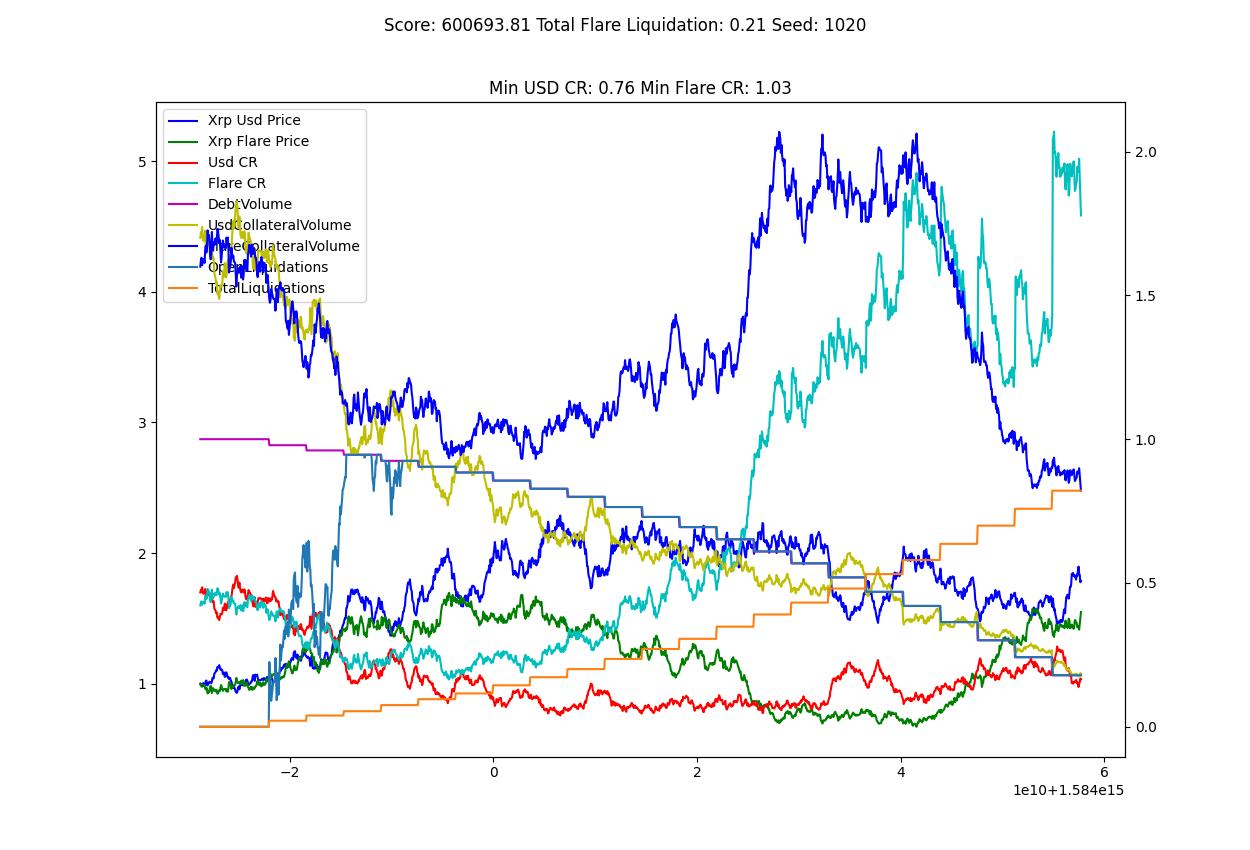 Score: 600693.81 Total Flare Liquidation: 0.21 Seed: 1020
Min USD CR: 0.76 Min Flare CR: 1.03
Xrp Usd Price
Xrp Flare Price
Usd CR
Flare CR
DebtVolume
UsdCollateralVolume
FlareCollateralVolume
OpenLiquidations
TotalLiquidations
5
4
3
2
1
2.0
1.5
1.0
0.5
0.0
−2
0
2
4
6
1e10+1.584e15